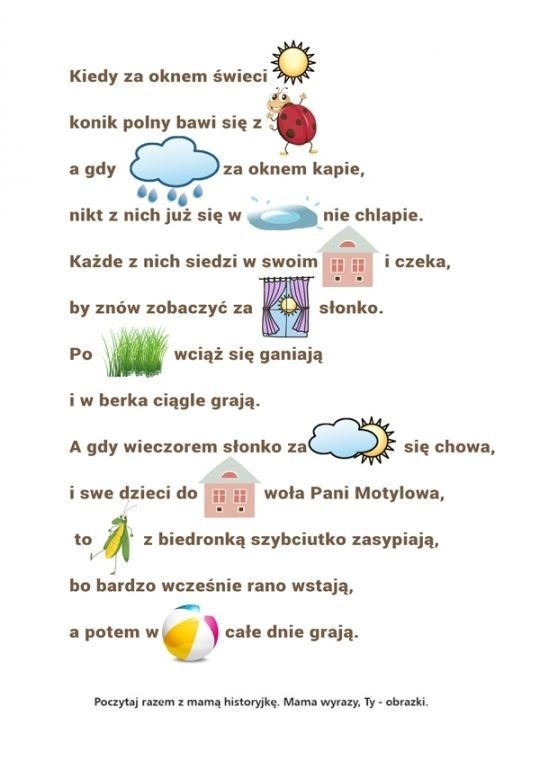 Kiedy za oknem świeci
konik polny bawi się z
a gdy za oknem kapie,
nikt z nich już się w nie chlapie.
Każde z nich siedzi w swoim i czeka,
by znów zobaczyć za słonko.
Po wciąż się ganiają
i w berka ciągle grają.
A gdy wieczorem słonko za się chowa,
i swe dzieci do woła Pani Motylowa,
to z biedronką szybciutko zasypiają,
bo bardzo wcześnie rano wstają,
a potem w całe dnie grają.
Poczytaj razem z mamą historyjkę. Mama wyrazy, Ty - obrazki.